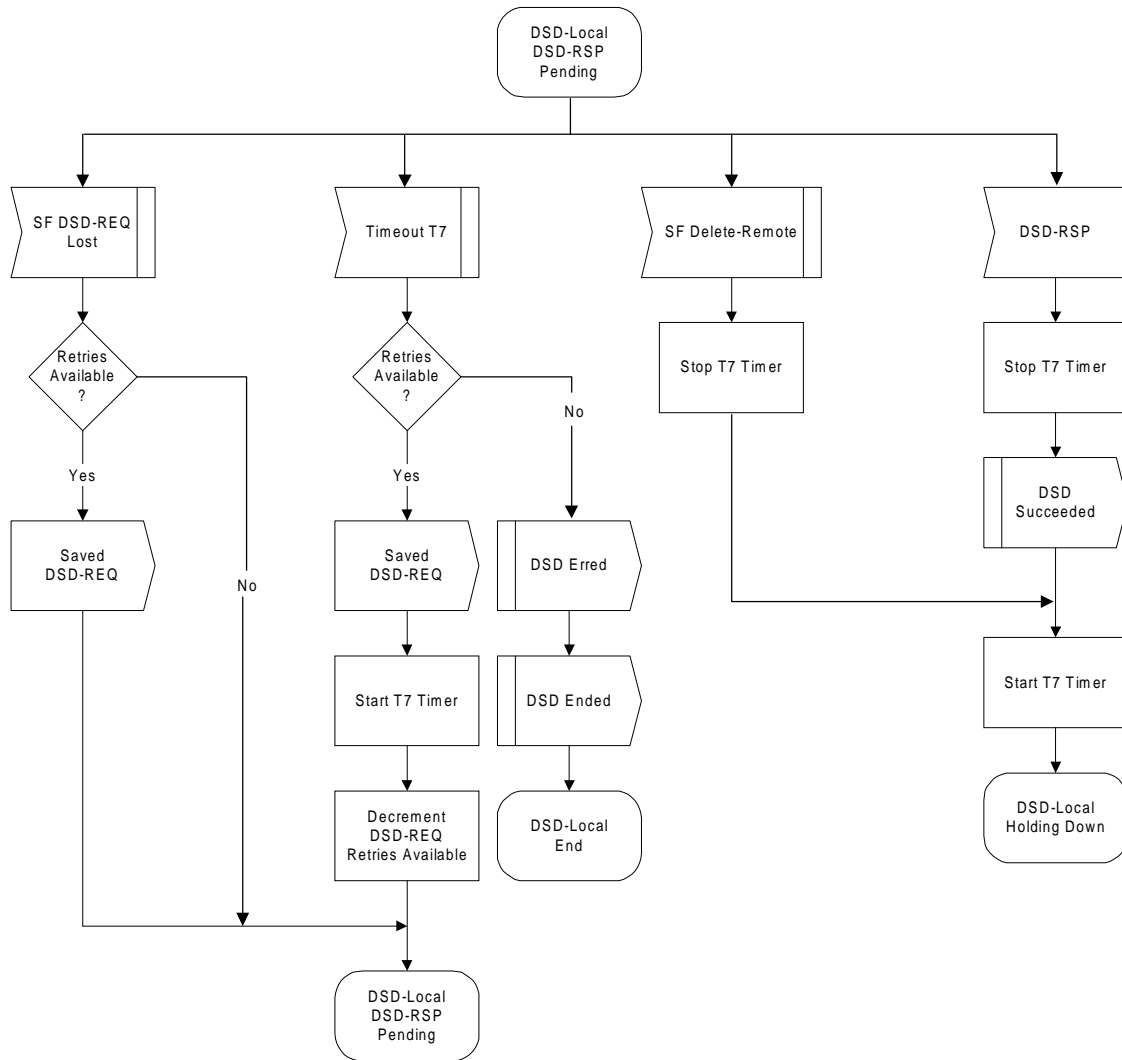 DSD-Local
DSD-RSP
Pending
SF DSD-REQ
Lost
Timeout T7
SF Delete-Remote
DSD-RSP
Retries
Available
?
Retries
Available
?
Stop T7 Timer
Stop T7 Timer
No
Yes
Yes
DSD
Succeeded
Saved
DSD-REQ
No
Saved
DSD-REQ
DSD Erred
Start T7 Timer
DSD Ended
Start T7 Timer
Decrement
DSD-REQ
Retries Available
DSD-Local
End
DSD-Local
Holding Down
DSD-Local
DSD-RSP
Pending